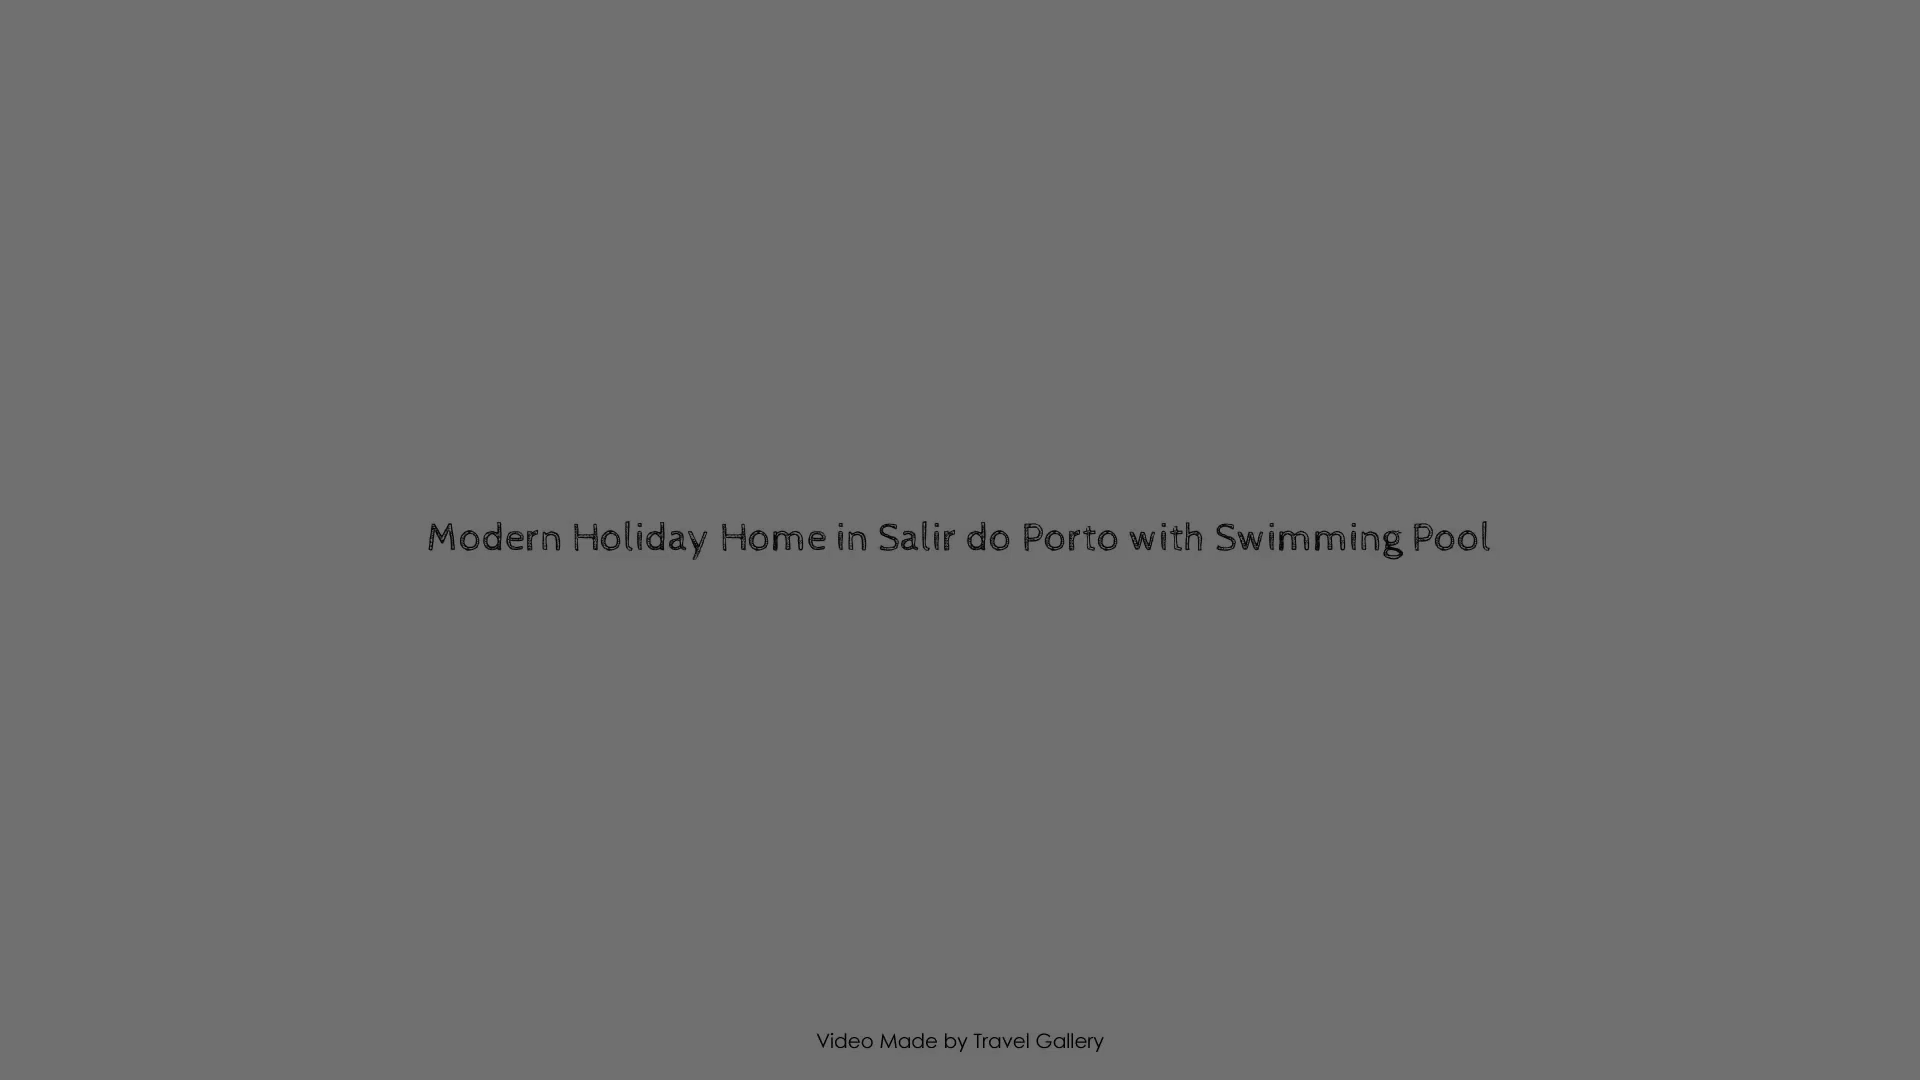 Modern Holiday Home in Salir do Porto with Swimming Pool
Video Made by Travel Gallery